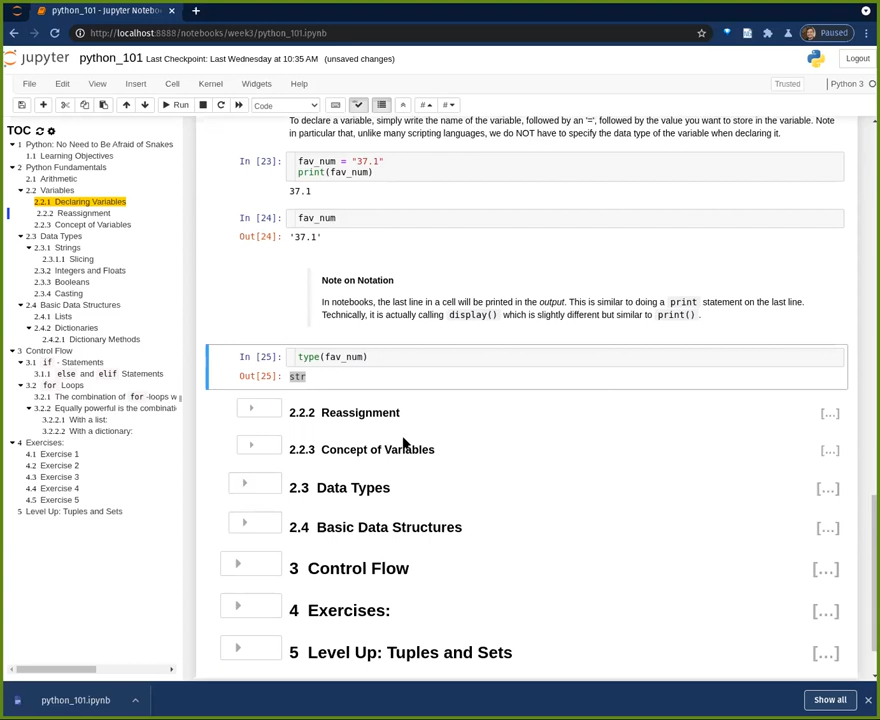 python_101 - Jupyter Notebo
http://localhost:8888/notebooks/week3/python_101.ipynb
Paused
jupyter python_101 Last Checkpoint: Last Wednesday at 10:35 AM (unsaved changes)
Logout
File Edit View Insert Cell Kernel Widgets Help
Trusted
Python 3
Run
Code
TOC
1 Python: No Need to Be Afraid of Snakes
1.1 Learning Objectives
2 Python Fundamentals
2.1 Arithmetic
2.2 Variables
2.2.1 Declaring Variables
2.2.2 Reassignment
2.2.3 Concept of Variables
2.3 Data Types
2.3.1 Strings
2.3.1.1 Slicing
2.3.2 Integers and Floats
2.3.3 Booleans
2.3.4 Casting
2.4 Basic Data Structures
2.4.1 Lists
2.4.2 Dictionaries
2.4.2.1 Dictionary Methods
3 Control Flow
3.1 if - Statements
3.1.1 else and elif Statements
3.2 for Loops
3.2.1 The combination of for -loops w
3.2.2 Equally powerful is the combinati
3.2.2.1 With a list:
3.2.2.2 With a dictionary:
4 Exercises:
4.1 Exercise 1
4.2 Exercise 2
4.3 Exercise 3
4.4 Exercise 4
4.5 Exercise 5
5 Level Up: Tuples and Sets
To declare a variable, simply write the name of the variable, followed by an '=', followed by the value you want to store in the variable. Note
in particular that, unlike many scripting languages, we do NOT have to specify the data type of the variable when declaring it.
In [23]: fav_num = "37.1"
print(fav_num)
37.1
In [24]: fav_num
Out[24]: '37.1'
Note on Notation
In notebooks, the last line in a cell will be printed in the output. This is similar to doing a print statement on the last line.
Technically, it is actually calling display() which is slightly different but similar to print() .
In [25]: type(fav_num)
Out[25]: str
2.2.2 Reassignment [...]
2.2.3 Concept of Variables [...]
2.3 Data Types [...]
2.4 Basic Data Structures [...]
3 Control Flow [...]
4 Exercises: [...]
5 Level Up: Tuples and Sets [...]
python_101.ipynb
Show all